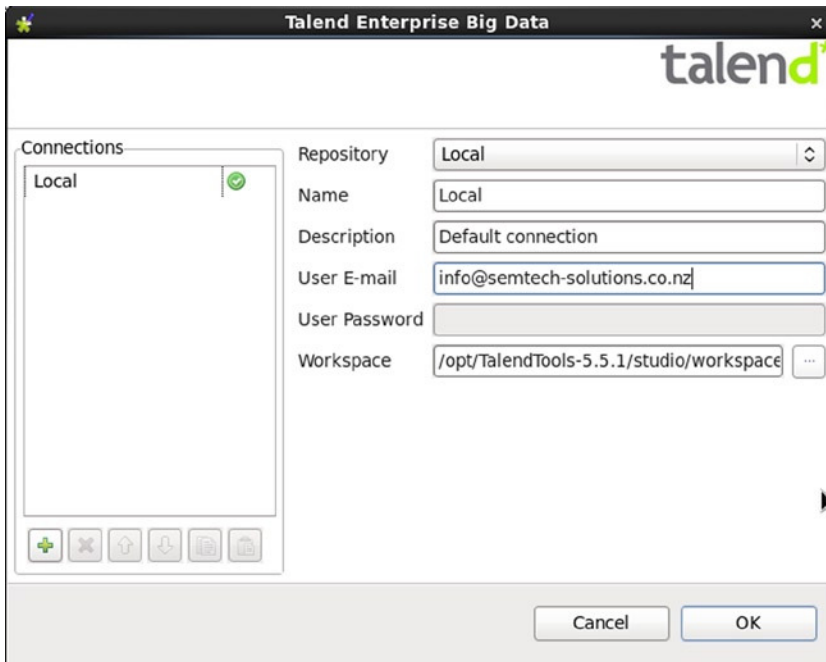 Talend Enterprise Big Data
talend*
Connections
Local
Repository Local
Name Local
Description Default connection
User E-mail info@semtech-solutions.co.nz
User Password
Workspace /opt/TalendTools-5.5.1/studio/workspace ...
Cancel OK